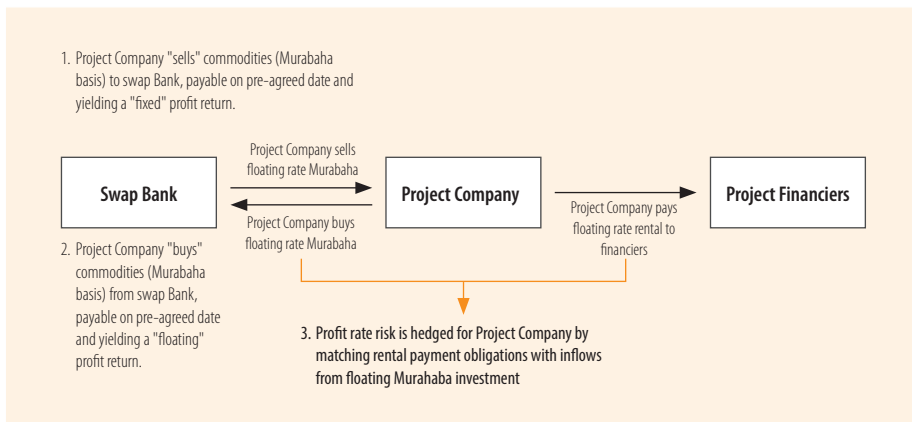 1. Project Company "sells" commodities (Murabaha
basis) to swap Bank, payable on pre-agreed date and
yielding a "fixed" profit return.
Project Company sells
floating rate Murabaha
Swap Bank
Project Company
Project Financiers
Project Company buys
floating rate Murabaha
Project Company pays
floating rate rental to
financiers
2. Project Company "buys"
commodities (Murabaha
basis) from swap Bank,
payable on pre-agreed date
and yielding a "floating"
profit return.
3. Profit rate risk is hedged for Project Company by
matching rental payment obligations with inflows
from floating Murahaba investment